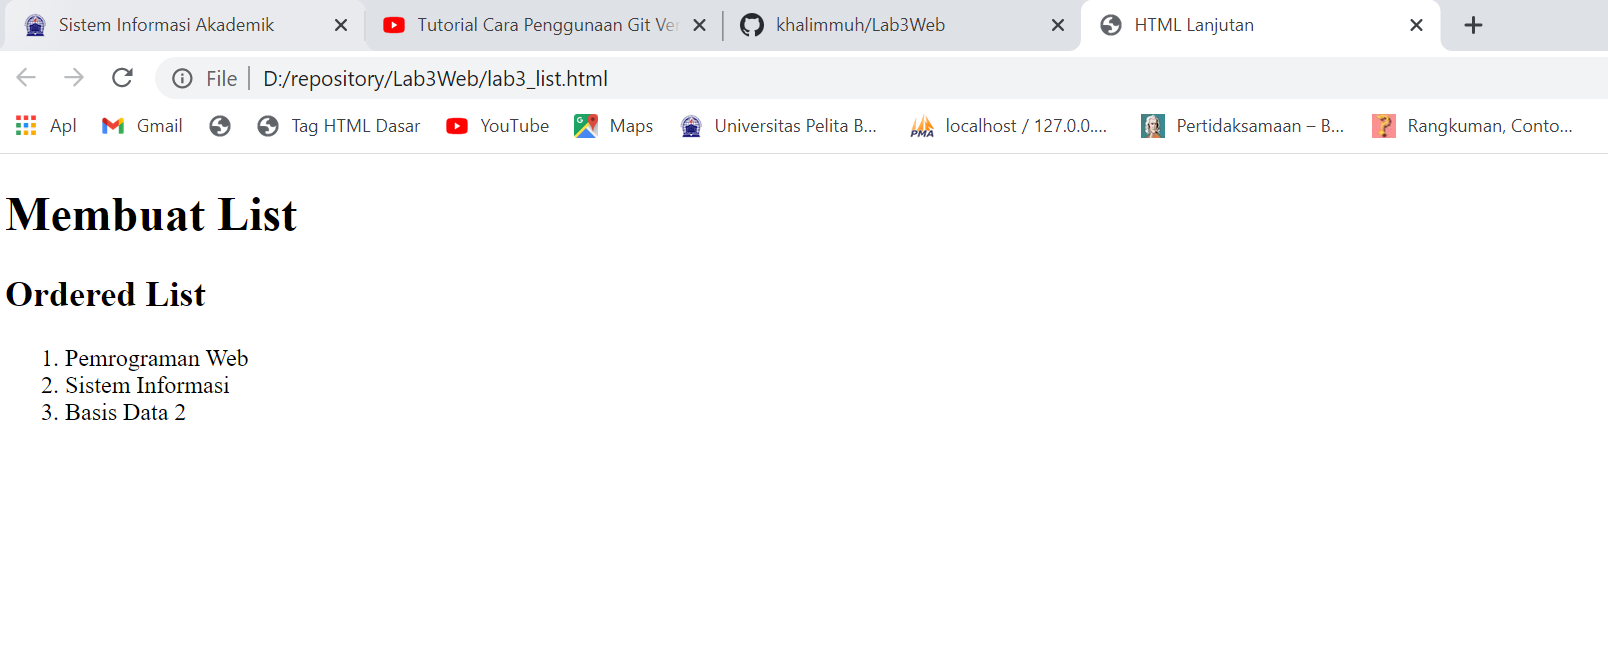 Sistem Informasi Akademik
Tutorial Cara Penggunaan Git Ve
khalimmuh/Lab3Web
HTML Lanjutan
File | D:/repository/Lab3Web/lab3_list.html
Apl Gmail Tag HTML Dasar YouTube Maps Universitas Pelita B... localhost / 127.0.0.... Pertidaksamaan – B... Rangkuman, Conto...
Membuat List
Ordered List
1. Pemrograman Web
2. Sistem Informasi
3. Basis Data 2